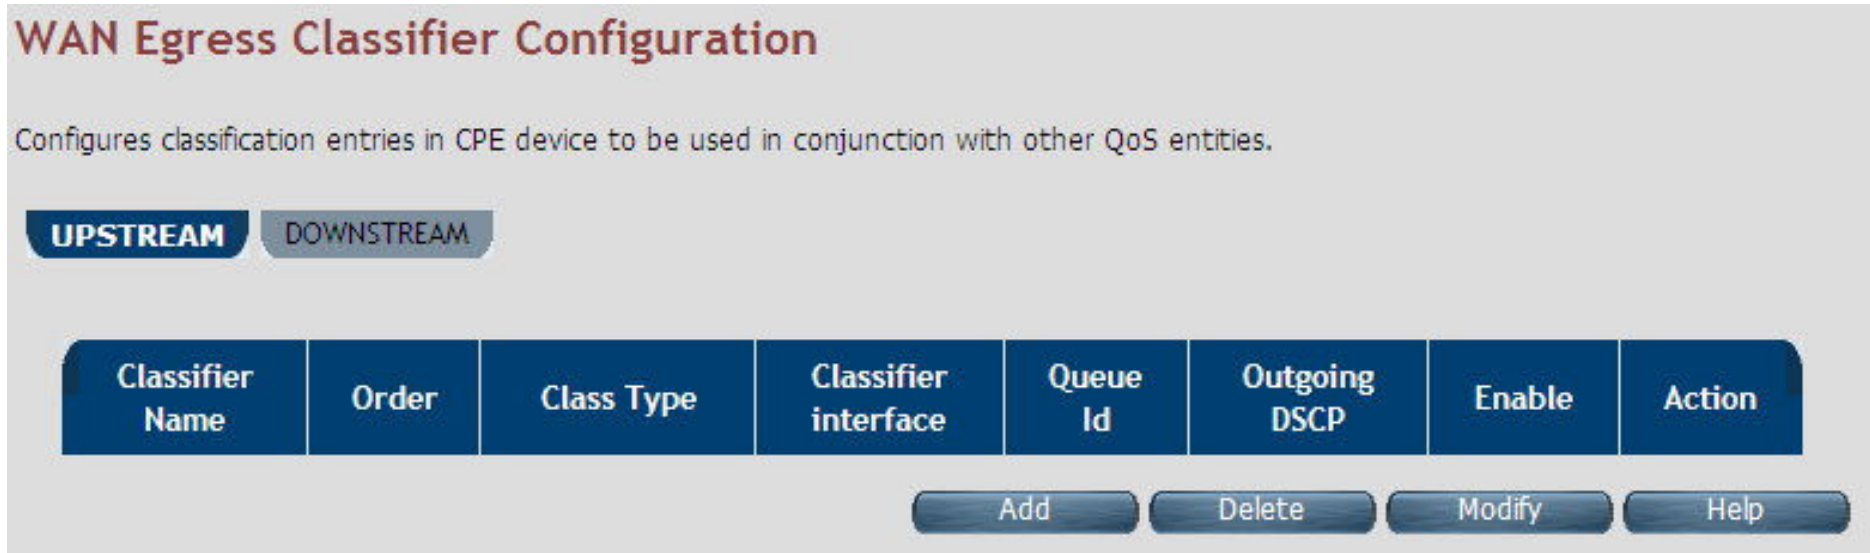 WAN Egress Classifier Configuration
Configures classification entries in CPE device to be used in conjunction with other QoS entities.
UPSTREAM DOWNSTREAM
Classifier Name Order Class Type Classifier interface Queue Id Outgoing DSCP Enable Action
Add Delete Modify Help